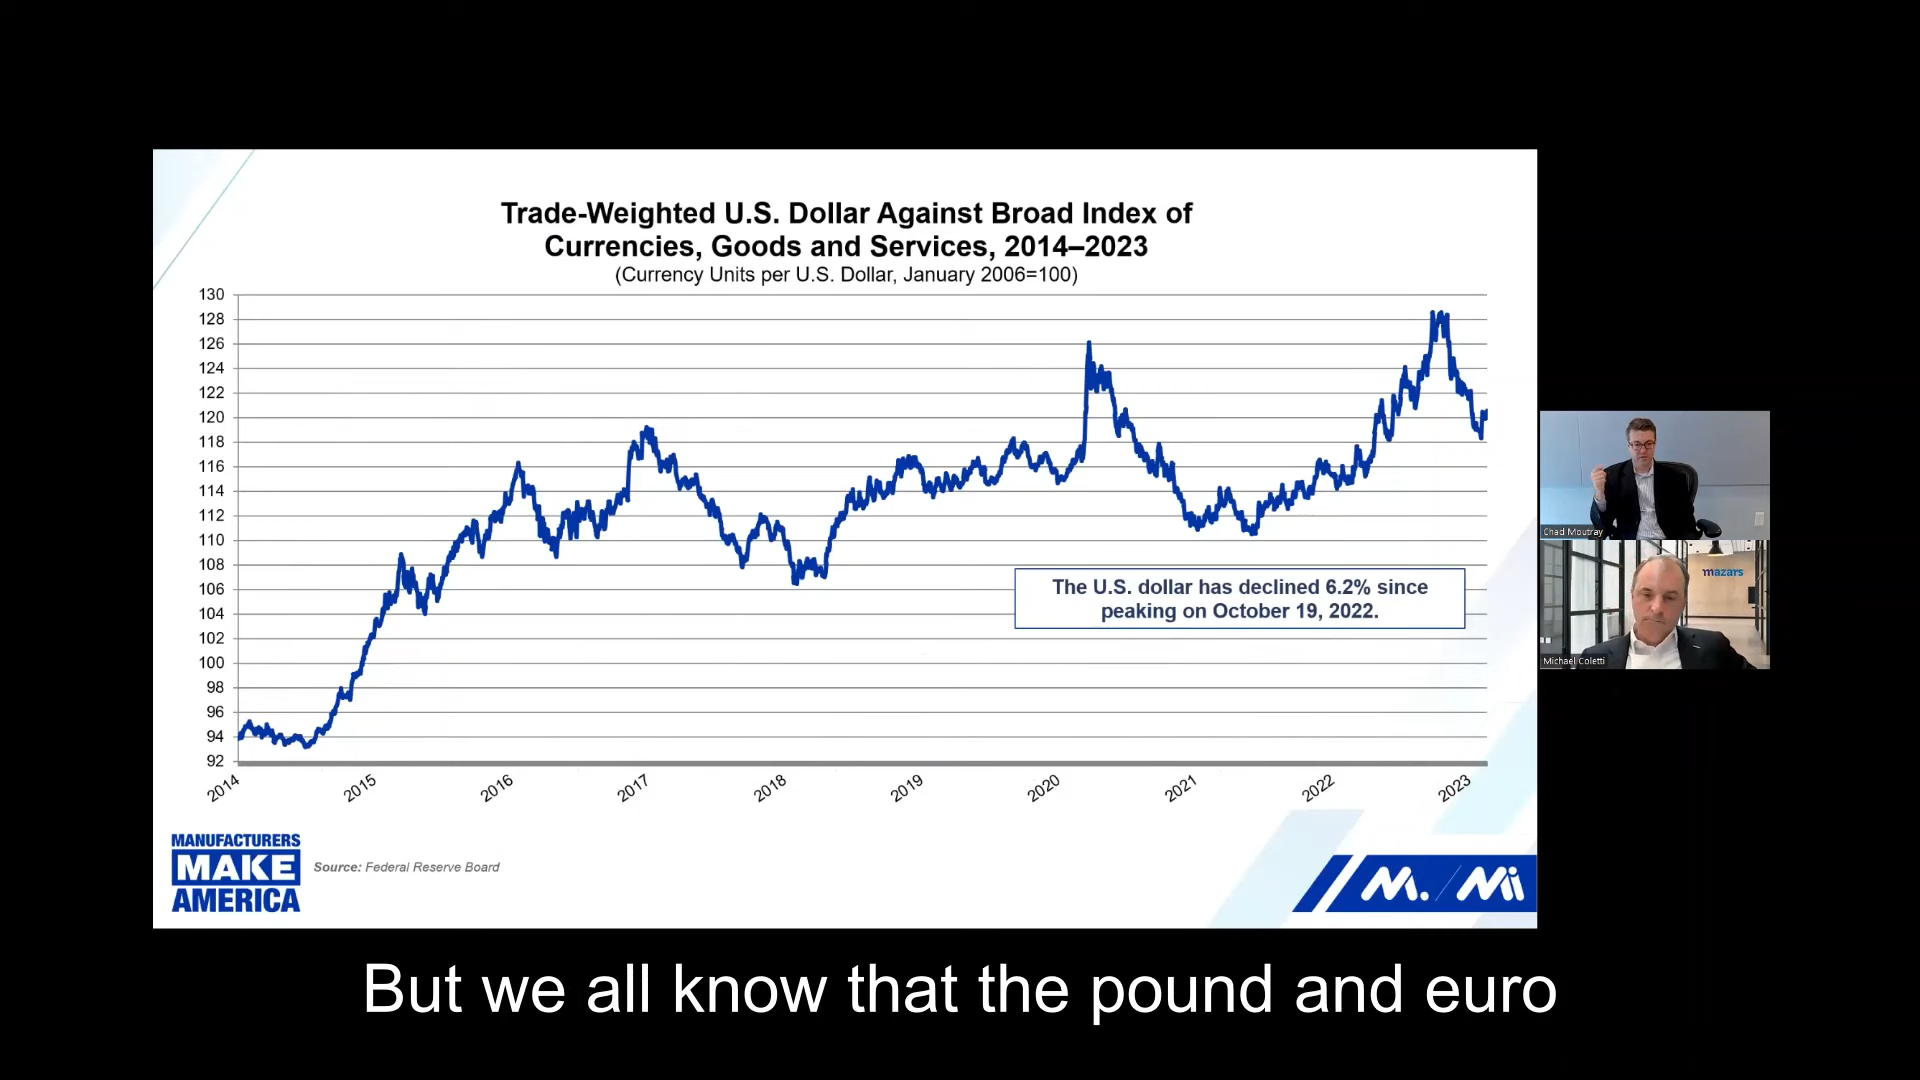 Trade-Weighted U.S. Dollar Against Broad Index of
Currencies, Goods and Services, 2014–2023
(Currency Units per U.S. Dollar, January 2006=100)
130
128
126
124
122
120
118
116
114
112
110
108
106
104
102
100
98
96
94
92
2014
2015
2016
2017
2018
2019
2020
2021
2022
2023
The U.S. dollar has declined 6.2% since
peaking on October 19, 2022.
MANUFACTURERS
MAKE
AMERICA
Source: Federal Reserve Board
M. Mi
Chad Moutray
mazars
Michael Coletti
But we all know that the pound and euro